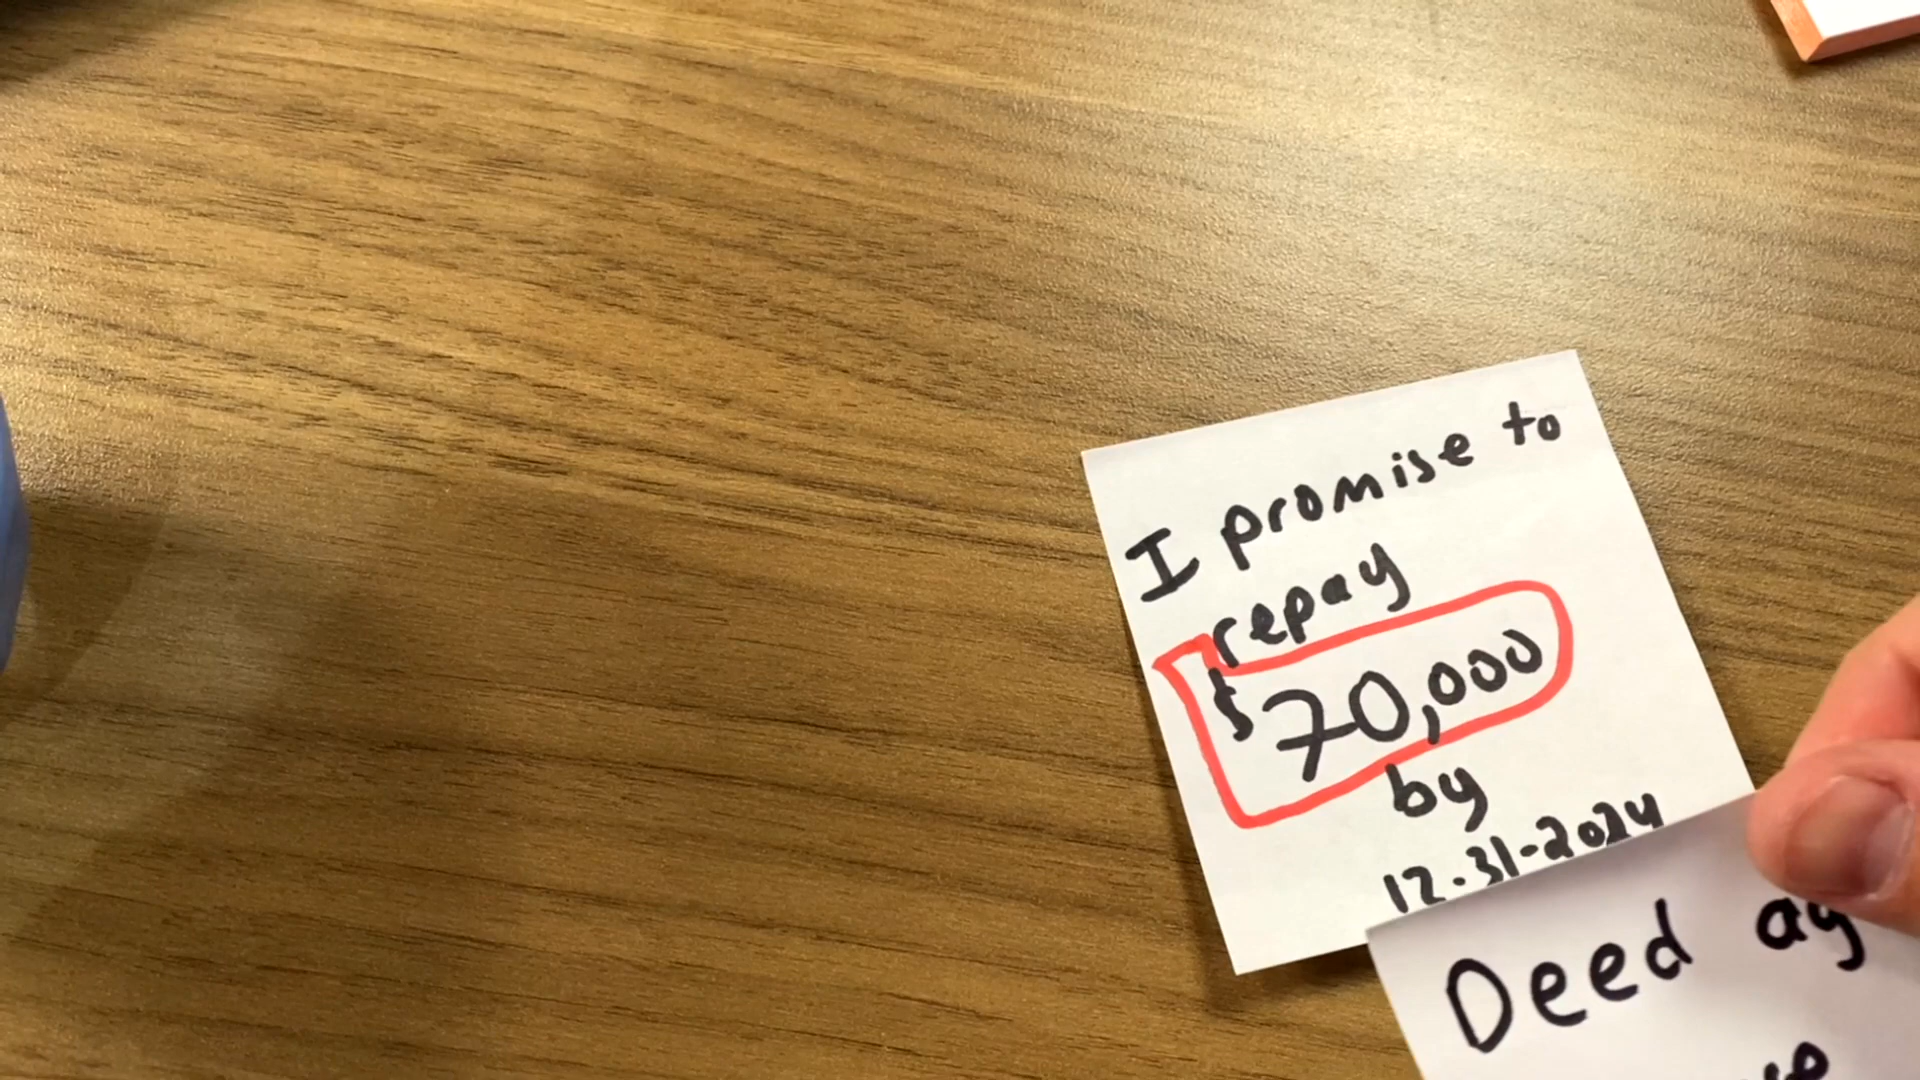 I promise to
repay
$70,000
by
12-31-2024
Deed